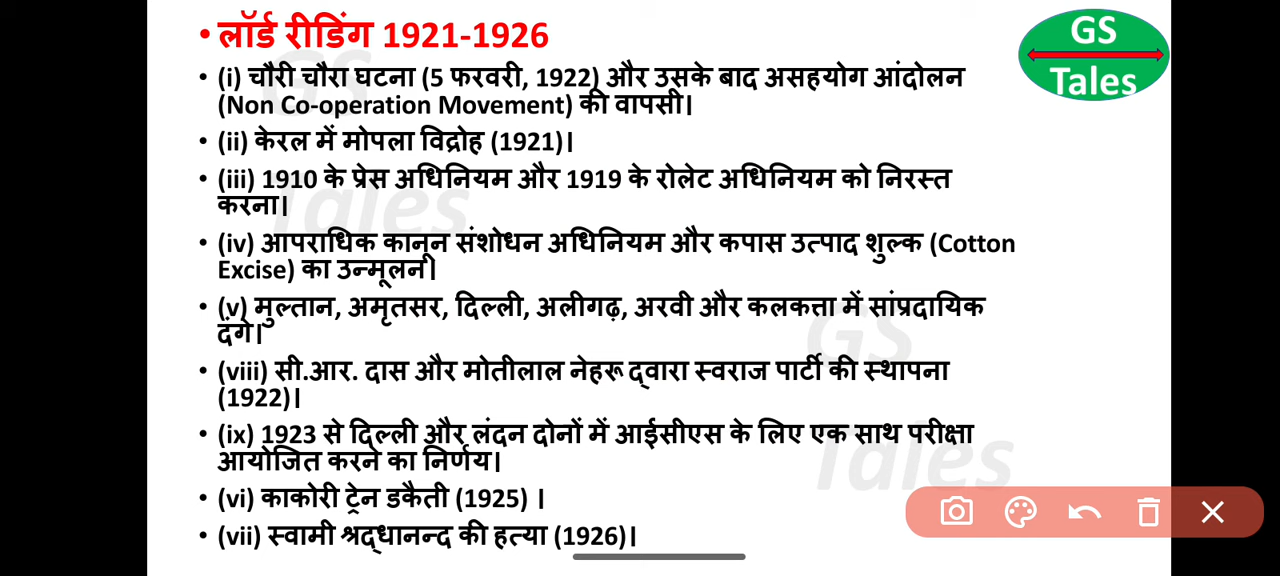 • लॉर्ड रीडिंग 1921-1926
GS
Tales
• (i) चौरी चौरा घटना (5 फरवरी, 1922) और उसके बाद असहयोग आंदोलन
(Non Co-operation Movement) की वापसी।
• (ii) केरल में मोपला विद्रोह (1921)।
• (iii) 1910 के प्रेस अधिनियम और 1919 के रोलेट अधिनियम को निरस्त
करना।
• (iv) आपराधिक कानून संशोधन अधिनियम और कपास उत्पाद शुल्क (Cotton
Excise) का उन्मूलन।
• (v) मुल्तान, अमृतसर, दिल्ली, अलीगढ़, अरवी और कलकत्ता में सांप्रदायिक
दंगे।
• (viii) सी.आर. दास और मोतीलाल नेहरू द्वारा स्वराज पार्टी की स्थापना
(1922)।
• (ix) 1923 से दिल्ली और लंदन दोनों में आईसीएस के लिए एक साथ परीक्षा
आयोजित करने का निर्णय।
• (vi) काकोरी ट्रेन डकैती (1925) ।
• (vii) स्वामी श्रद्धानन्द की हत्या (1926)।
GS
Tales
GS
Tales